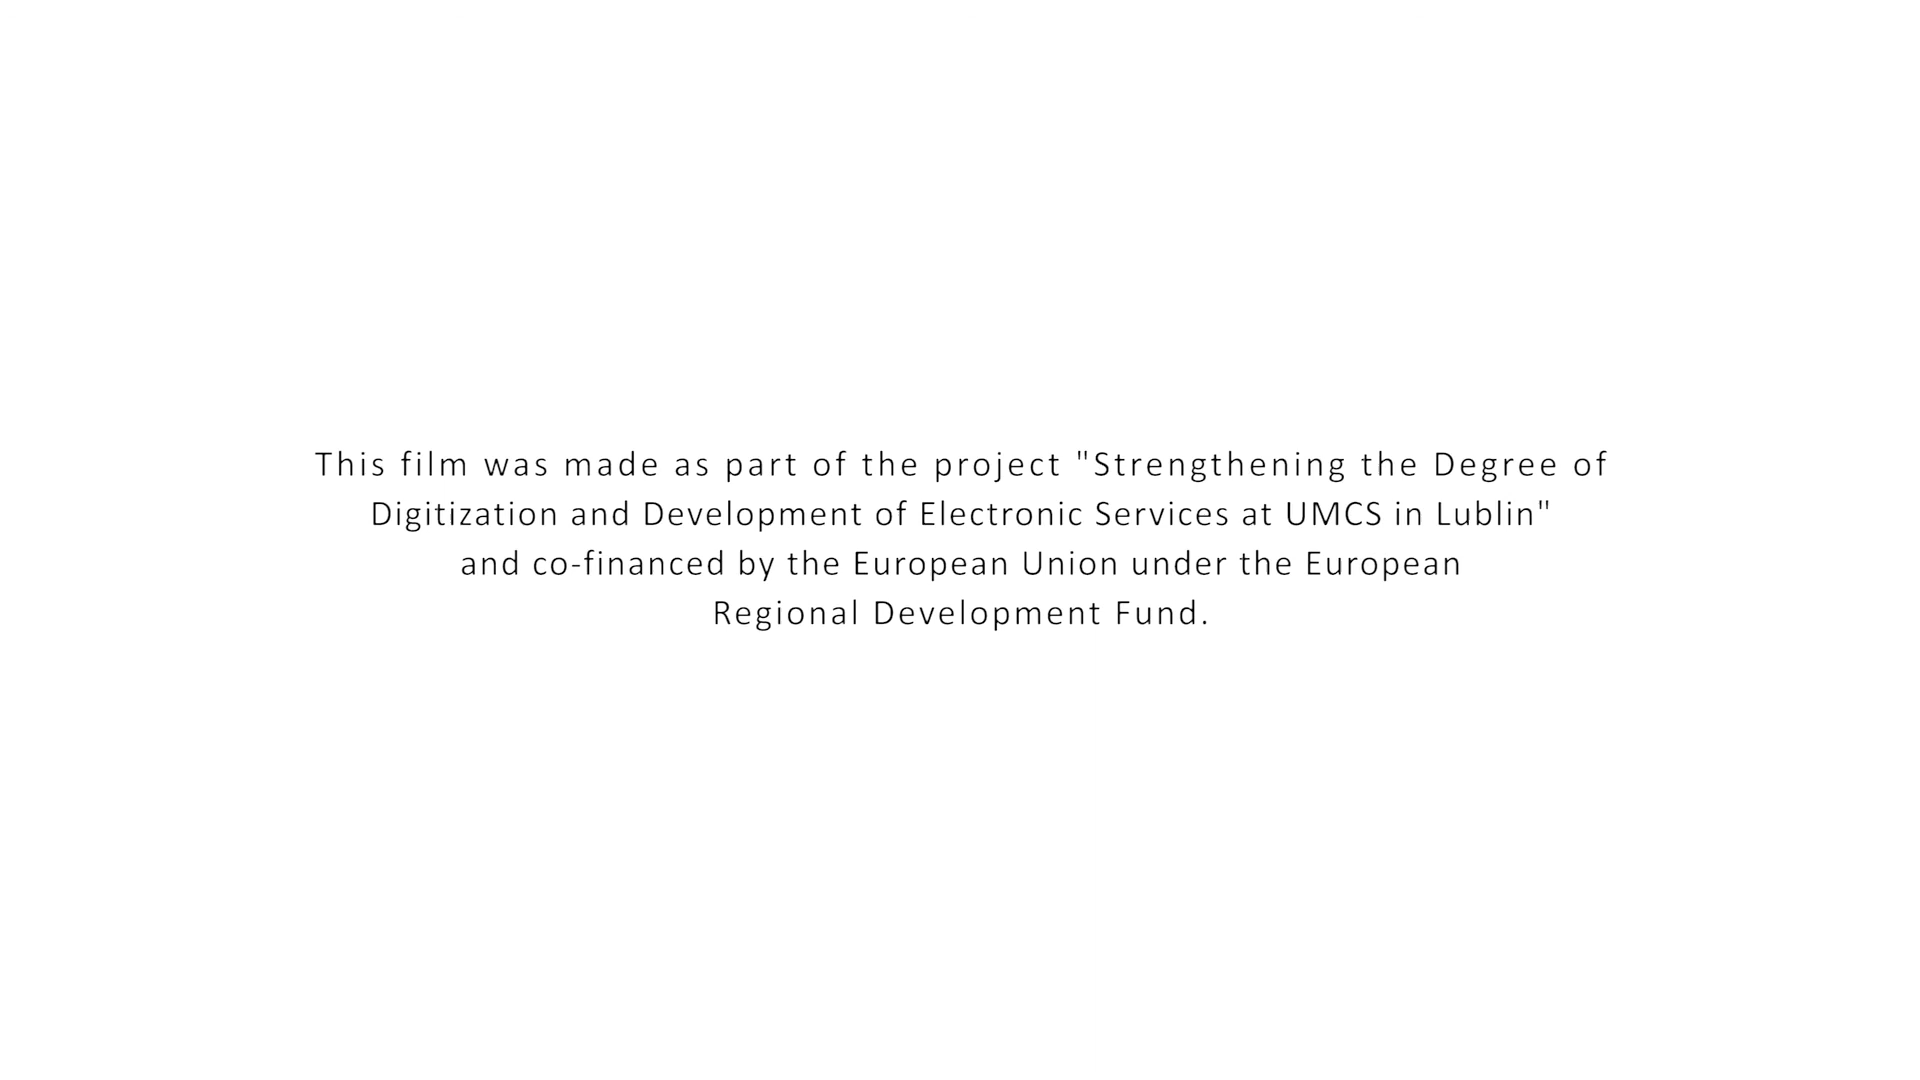 This film was made as part of the project "Strengthening the Degree of
Digitization and Development of Electronic Services at UMCS in Lublin"
and co-financed by the European Union under the European
Regional Development Fund.